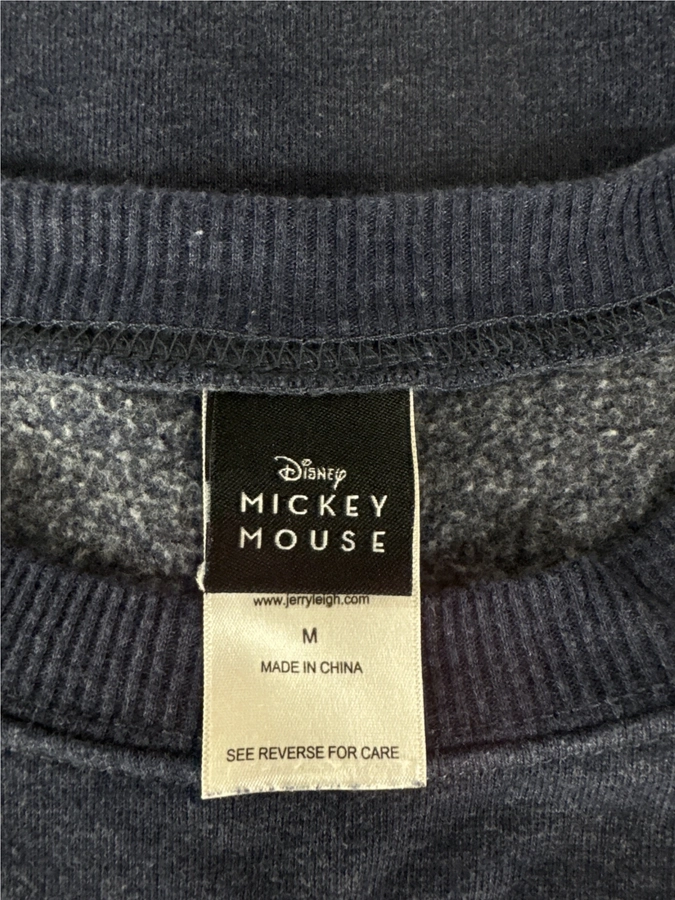 Disney
MICKEY
MOUSE
www.jerryleigh.com
M
MADE IN CHINA
SEE REVERSE FOR CARE